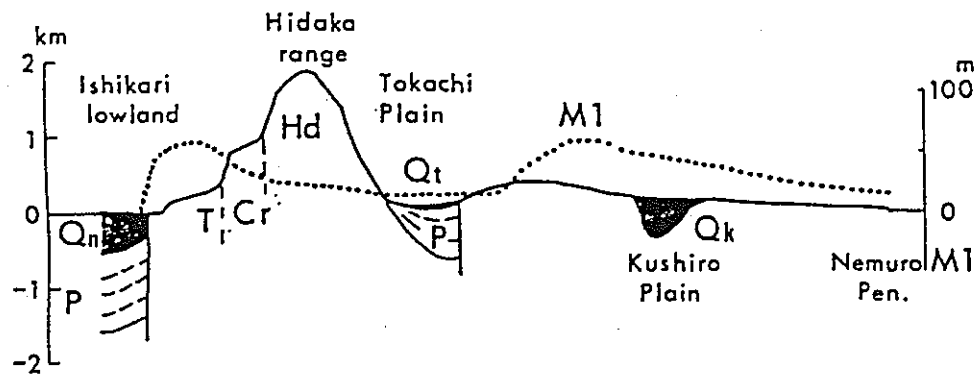 km
2
1
0
-1
-2
Ishikari
lowland
Hidaka
range
Tokachi
Plain
m
100
0
M1
M1
Hd
Qt
Qn
T
Cr
P
P
Qk
Kushiro
Plain
Nemuro
Pen.